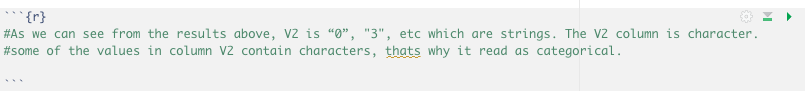 ```{r}
#As we can see from the results above, V2 is “0”, "3", etc which are strings. The V2 column is character.
#some of the values in column V2 contain characters, thats why it read as categorical.
```